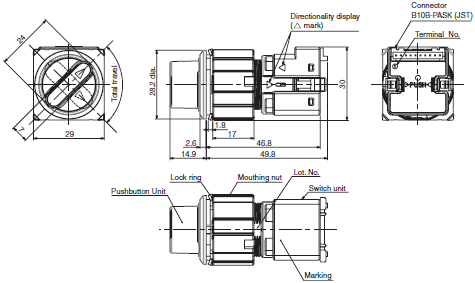 Connector
B10B-PASK (JST)
Directionality display
(△ mark)
Terminal No.
24
Total travel
28.2 dia.
30
PUSH
7
29
1.8
17
2.6
46.8
14.9
49.8
Lock ring
Mouthing nut
Lot. No.
Switch unit
Pushbutton Unit
Marking